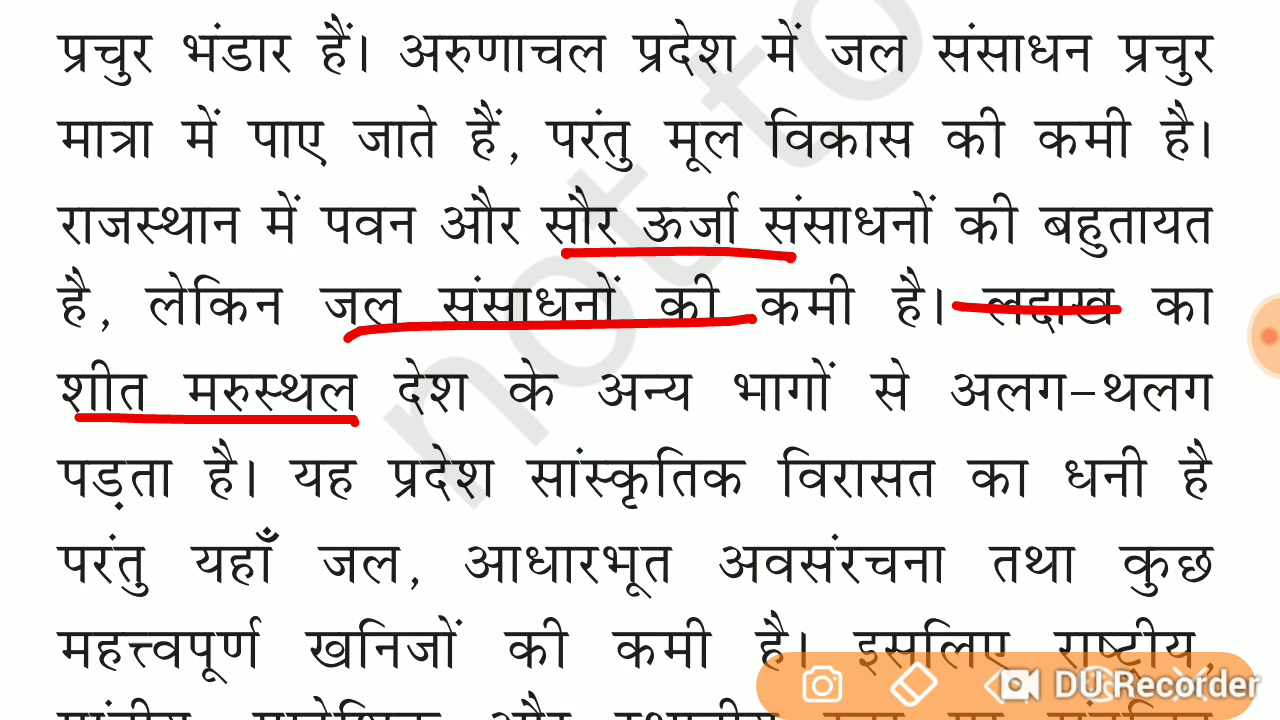 प्रचुर भंडार हैं। अरुणाचल प्रदेश में जल संसाधन प्रचुर
मात्रा में पाए जाते हैं, परंतु मूल विकास की कमी है।
राजस्थान में पवन और सौर ऊर्जा संसाधनों की बहुतायत
है, लेकिन जल संसाधनों की कमी है। लद्दाख का
शीत मरुस्थल देश के अन्य भागों से अलग-थलग
पड़ता है। यह प्रदेश सांस्कृतिक विरासत का धनी है
परंतु यहाँ जल, आधारभूत अवसंरचना तथा कुछ
महत्त्वपूर्ण खनिजों की कमी है। इसलिए राष्ट्रीय,
not to
DU Recorder